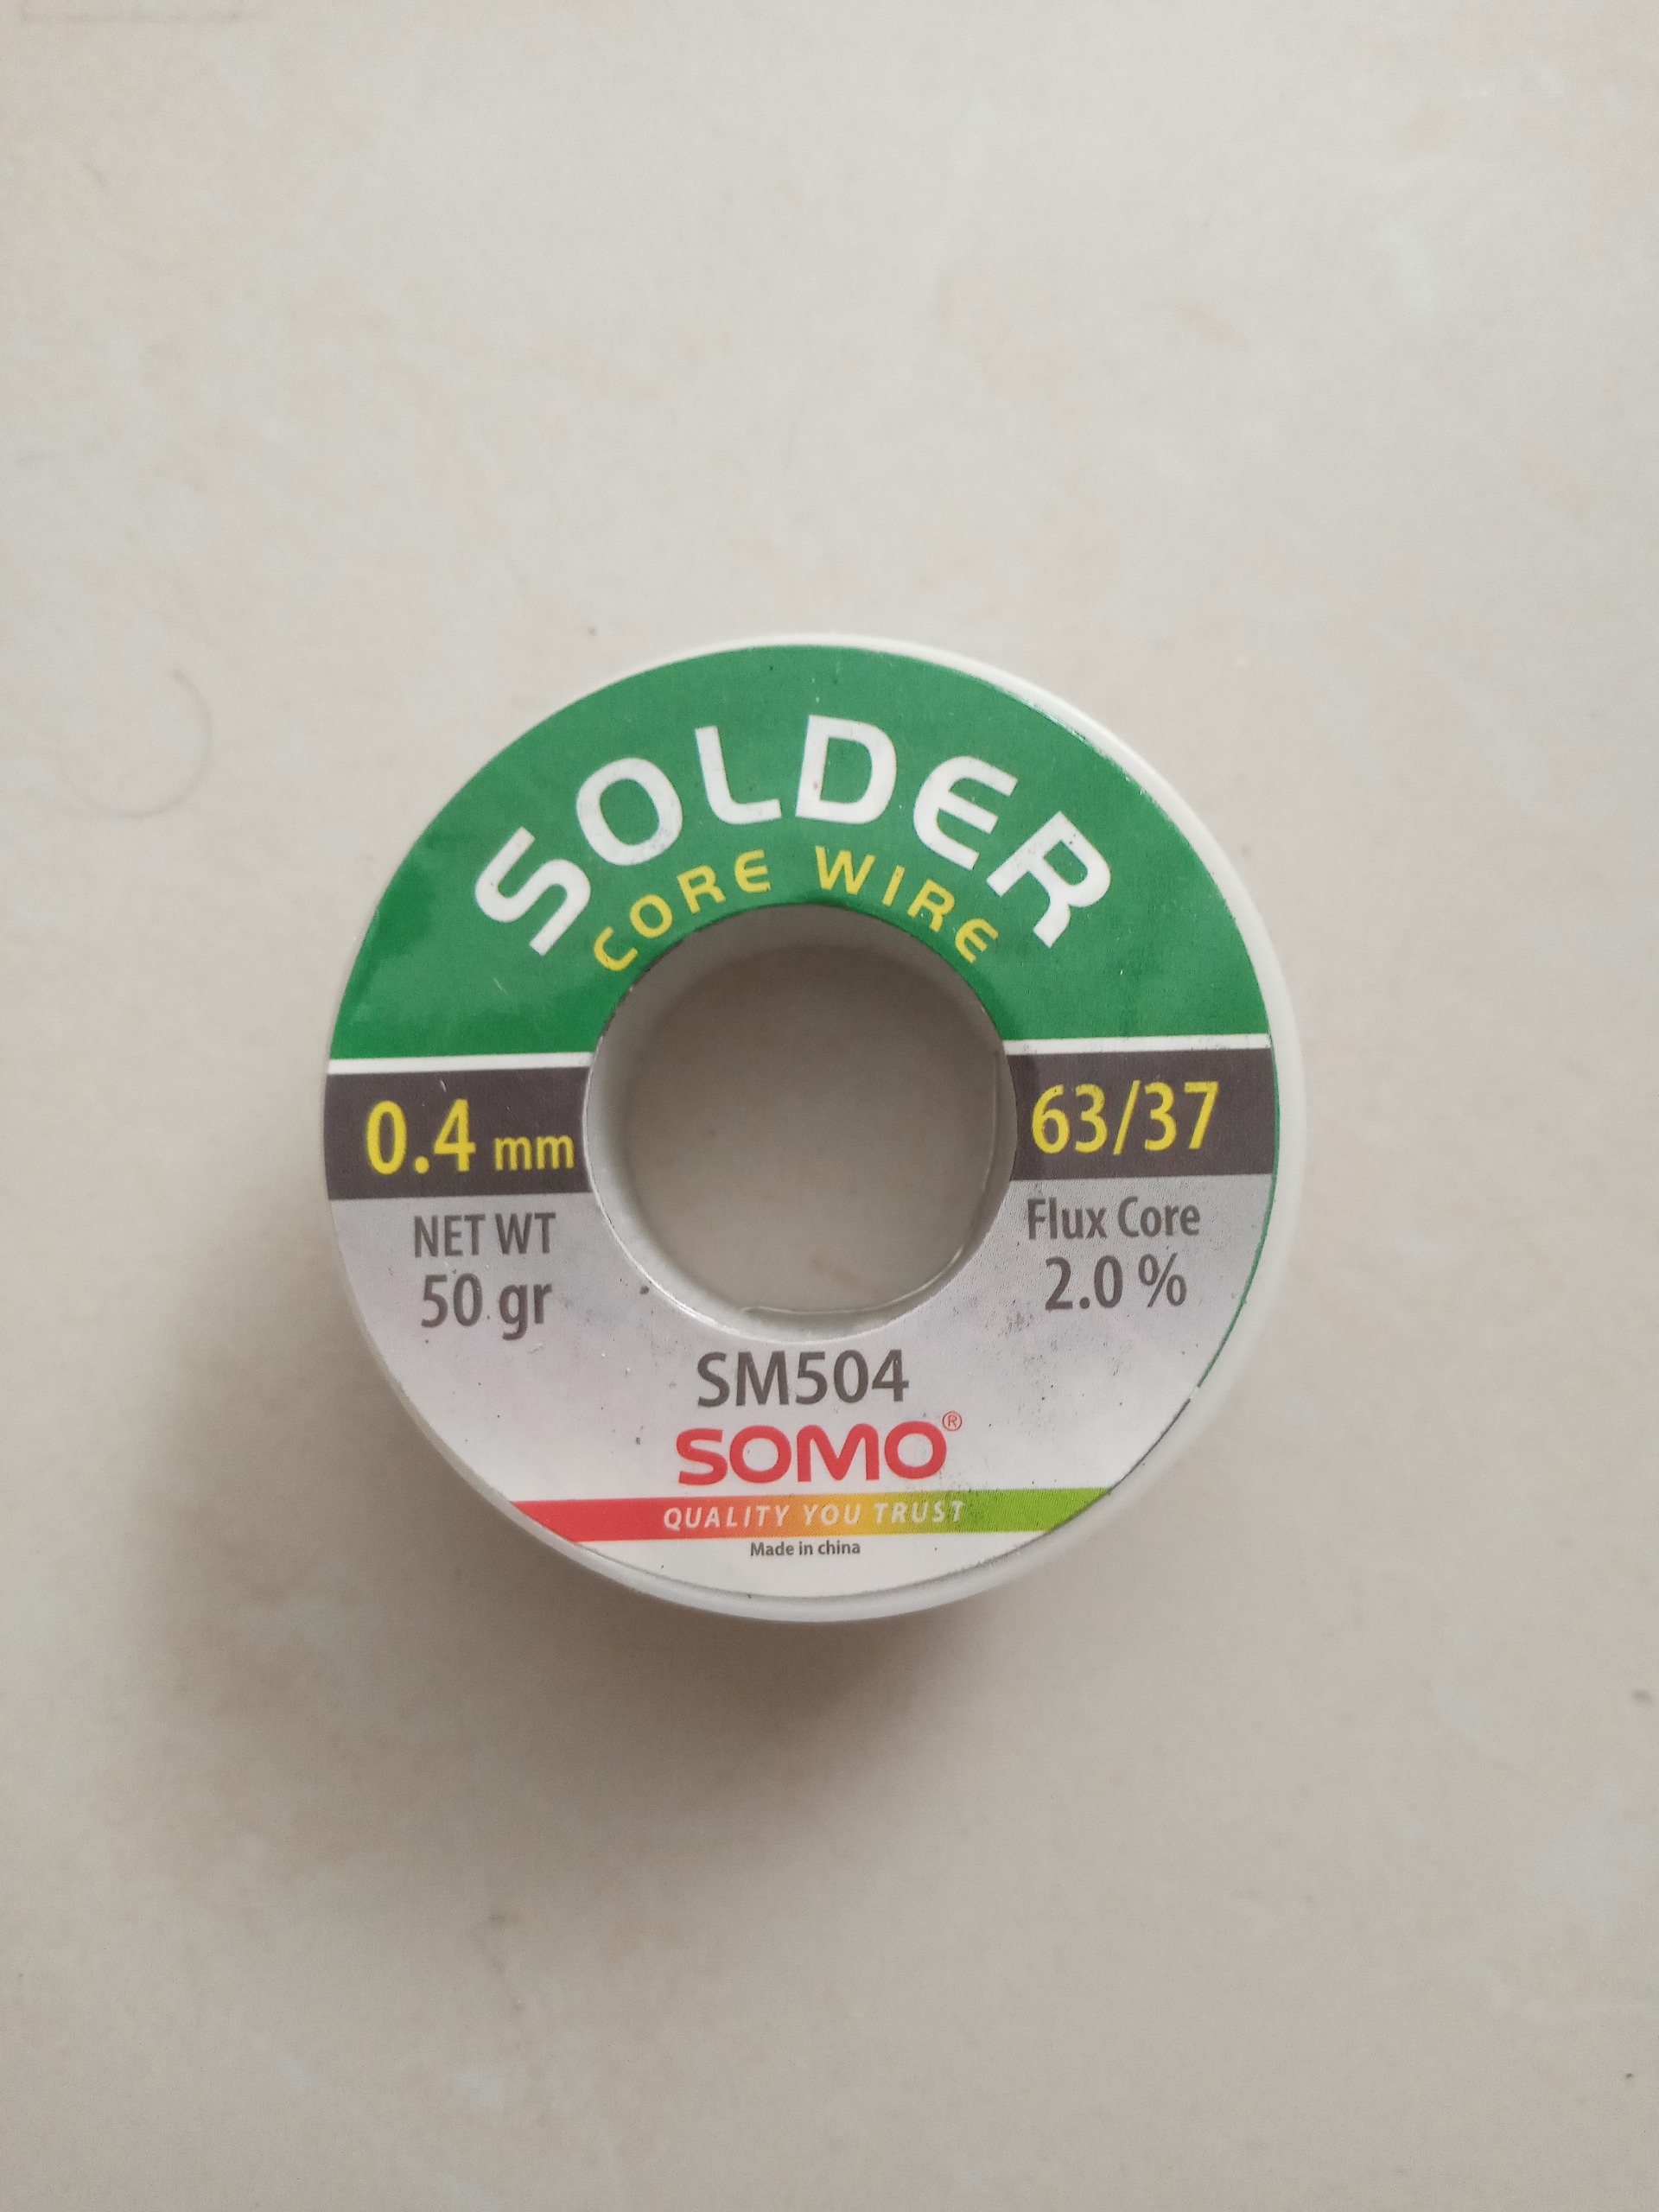 SOLDER
CORE WIRE
0.4 mm
63/37
NET WT
50 gr
Flux Core
2.0 %
SM504
SOMO®
QUALITY YOU TRUST
Made in china